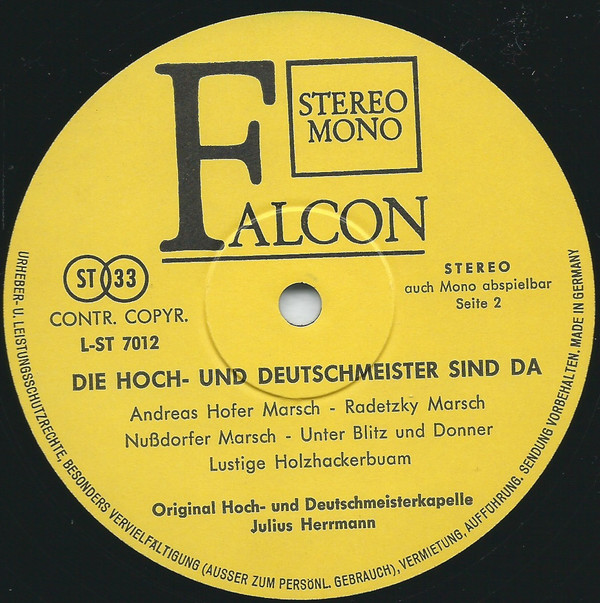 STEREO
MONO
FALCON
ST 33
CONTR. COPYR.
L-ST 7012
STEREO
auch Mono abspielbar
Seite 2
DIE HOCH- UND DEUTSCHMEISTER SIND DA
Andreas Hofer Marsch - Radetzky Marsch
Nußdorfer Marsch - Unter Blitz und Donner
Lustige Holzhackerbuam
Original Hoch- und Deutschmeisterkapelle
Julius Herrmann
URHEBER- U. LEISTUNGSSCHUTZRECHTE, BESONDERS VERVIELFÄLTIGUNG (AUSSER ZUM PERSÖNL. GEBRAUCH), VERMIETUNG, AUFFÜHRUNG. SENDUNG VORBEHALTEN. MADE IN GERMANY